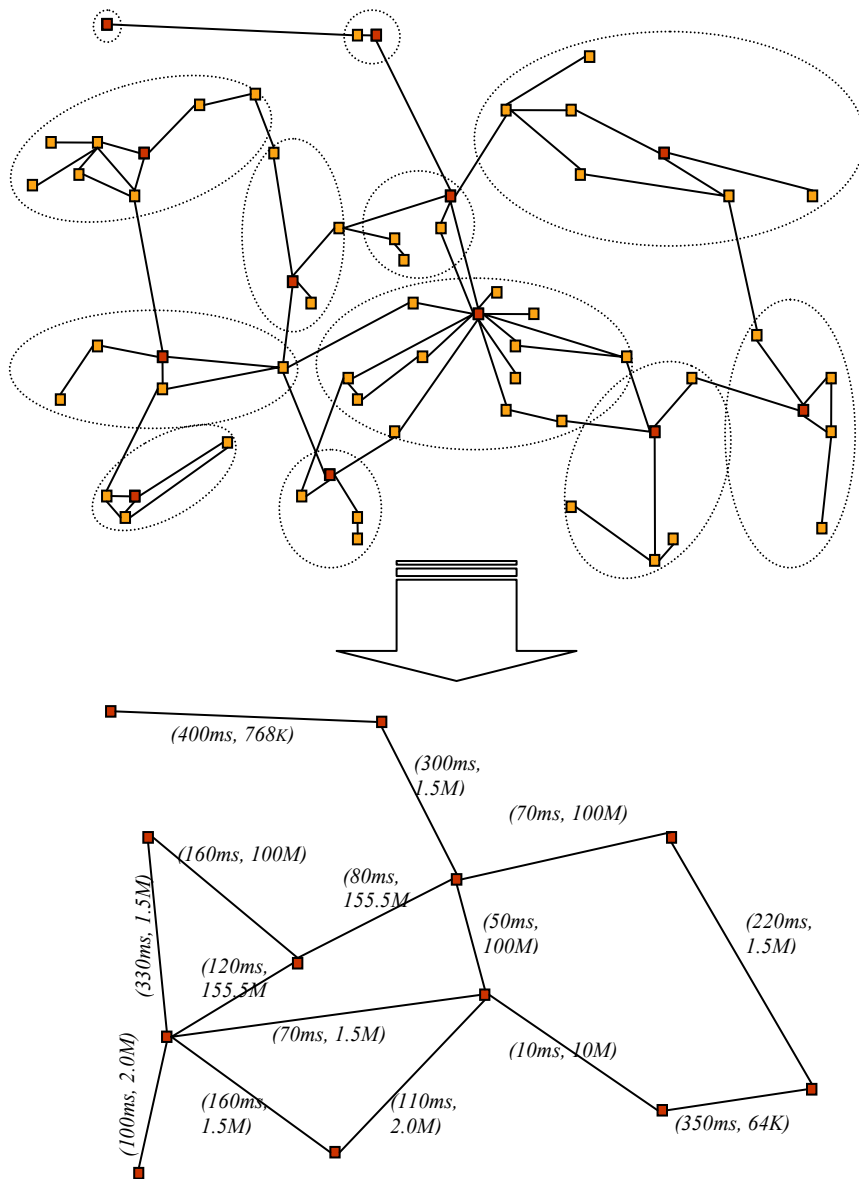 (400ms, 768K)
(300ms,
1.5M)
(70ms, 100M)
(160ms, 100M)
(80ms,
155.5M
(330ms, 1.5M)
(50ms,
100M)
(220ms,
1.5M)
(120ms,
155.5M
(70ms, 1.5M)
(10ms, 10M)
(100ms, 2.0M)
(160ms,
1.5M)
(110ms,
2.0M)
(350ms, 64K)